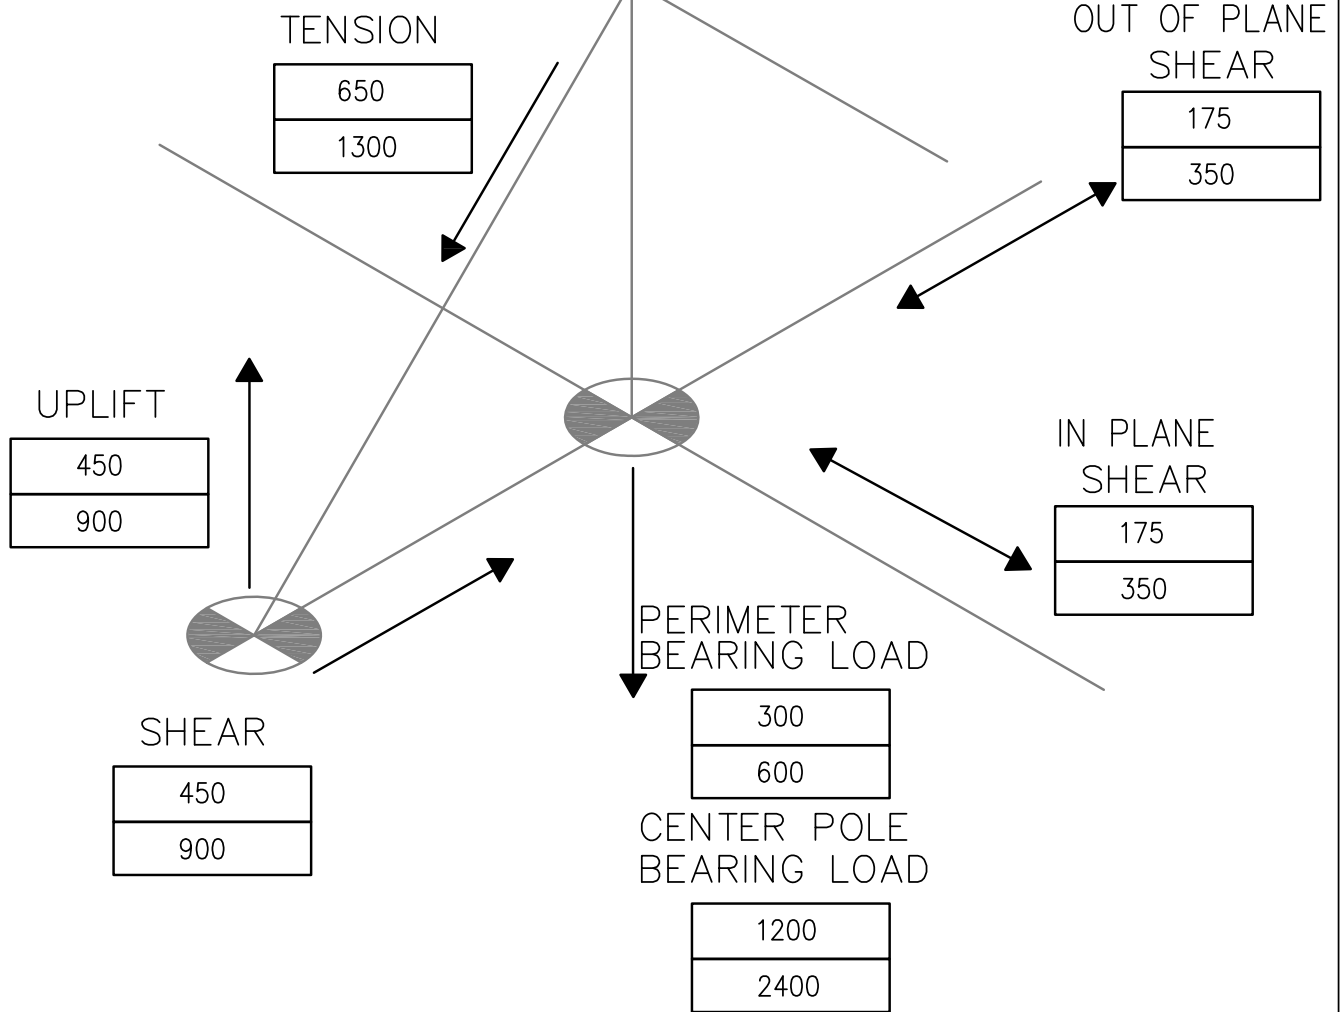 TENSION
650
1300
OUT OF PLANE
SHEAR
175
350
UPLIFT
450
900
IN PLANE
SHEAR
175
350
PERIMETER
BEARING LOAD
300
600
SHEAR
450
900
CENTER POLE
BEARING LOAD
1200
2400